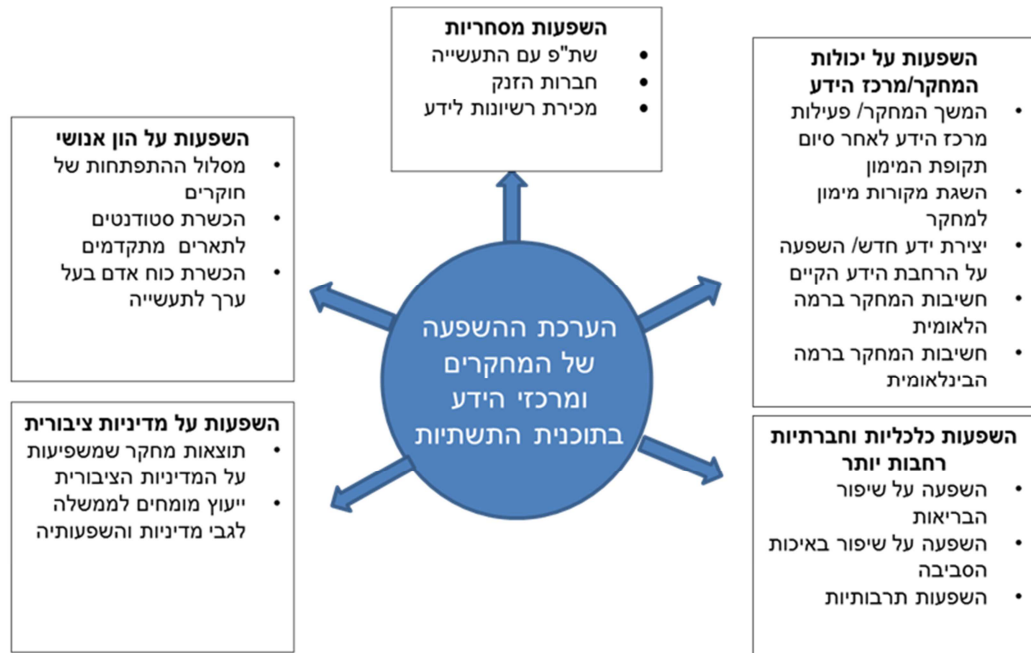 השפעות מסחריות
• שת"פ עם התעשייה
• חברות הזנק
• מכירת רשיונות לידע
השפעות על יכולות
המחקר/מרכז הידע
• המשך המחקר/ פעילות
מרכז הידע לאחר סיום
תקופת המימון
• השגת מקורות מימון
למחקר
• יצירת ידע חדש/ השפעה
על הרחבת הידע הקיים
• חשיבות המחקר ברמה
הלאומית
• חשיבות המחקר ברמה
הבינלאומית
השפעות על הון אנושי
• מסלול ההתפתחות של
חוקרים
• הכשרת סטודנטים
לתארים מתקדמים
• הכשרת כוח אדם בעל
ערך לתעשייה
הערכת ההשפעה
של המחקרים
ומרכזי הידע
בתוכנית התשתיות
השפעות כלכליות וחברתיות
רחבות יותר
• השפעה על שיפור
הבריאות
• השפעה על שיפור באיכות
הסביבה
• השפעות תרבותיות
השפעות על מדיניות ציבורית
• תוצאות מחקר שמשפיעות
על המדיניות הציבורית
• ייעוץ מומחים לממשלה
לגבי מדיניות והשפעותיה